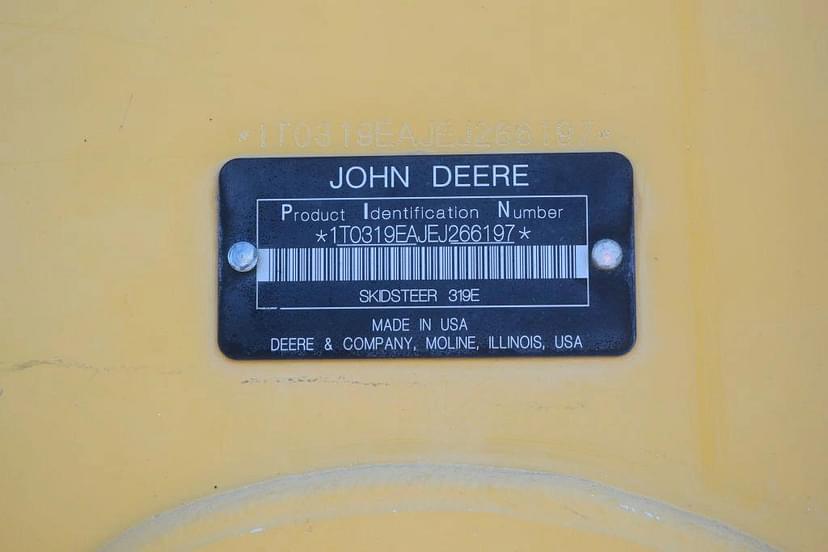 *1T0319EAJEJ266197*
JOHN DEERE
Product Identification Number
*1T0319EAJEJ266197*
SKIDSTEER 319E
MADE IN USA
DEERE & COMPANY, MOLINE, ILLINOIS, USA